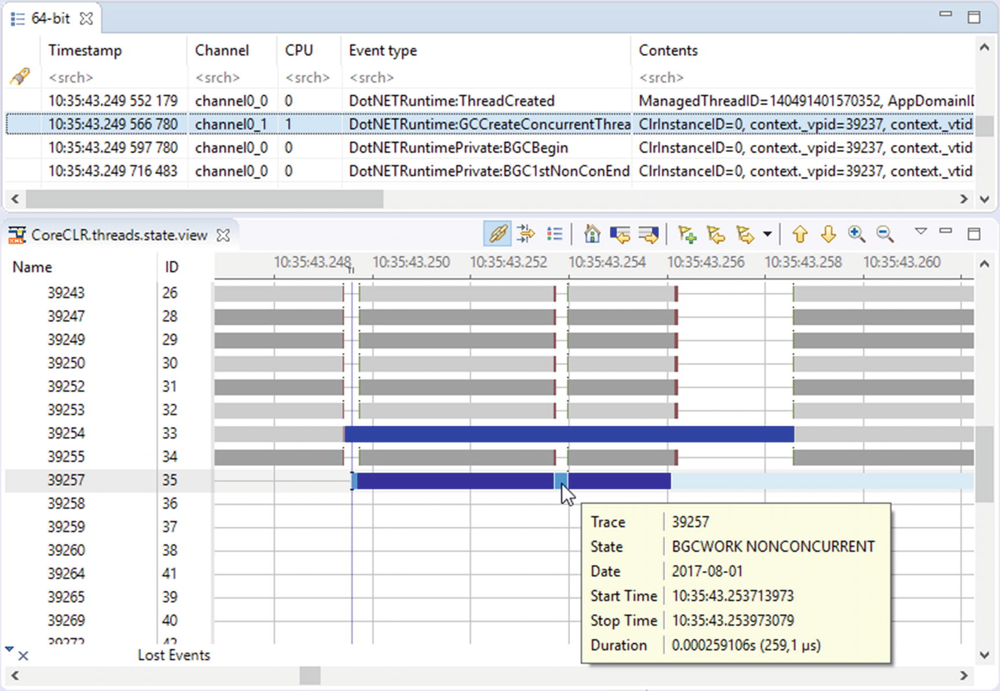 64-bit
Timestamp Channel CPU Event type Contents
<srch> <srch> <srch> <srch> <srch>
10:35:43.249 552 179 channel0_0 0 DotNETRuntime:ThreadCreated ManagedThreadID=140491401570352, AppDomainI
10:35:43.249 566 780 channel0_1 1 DotNETRuntime:GCCreateConcurrentThrea ClrInstanceID=0, context._vpid=39237, context._vtid
10:35:43.249 597 780 channel0_0 0 DotNETRuntimePrivate:BGCBegin ClrInstanceID=0, context._vpid=39237, context._vtid
10:35:43.249 716 483 channel0_0 0 DotNETRuntimePrivate:BGC1stNonConEnd ClrInstanceID=0, context._vpid=39237, context._vtid
CoreCLR.threads.state.view
Name ID 10:35:43.248 10:35:43.250 10:35:43.252 10:35:43.254 10:35:43.256 10:35:43.258 10:35:43.260
39243 26
39247 28
39249 29
39250 30
39252 31
39253 32
39254 33
39255 34
39257 35
39258 36
39259 37
39260 38
39264 41
39265 39
39269 40
39272 42
Trace 39257
State BGCWORK NONCONCURRENT
Date 2017-08-01
Start Time 10:35:43.253713973
Stop Time 10:35:43.253973079
Duration 0.000259106s (259,1 µs)
Lost Events